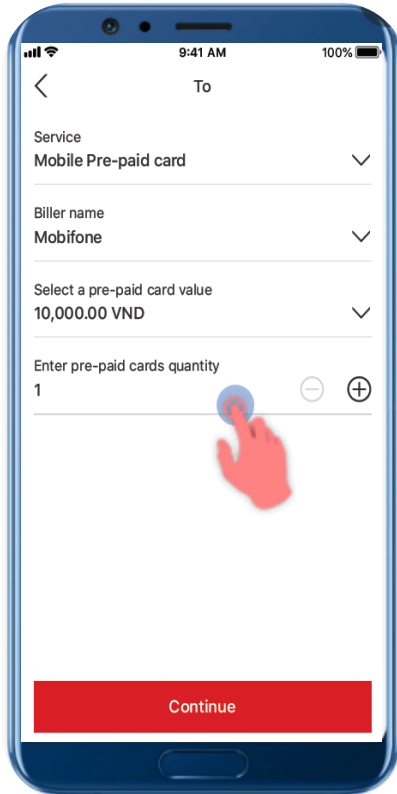 9:41 AM
100%
To
Service
Mobile Pre-paid card
Biller name
Mobifone
Select a pre-paid card value
10,000.00 VND
Enter pre-paid cards quantity
1
Continue